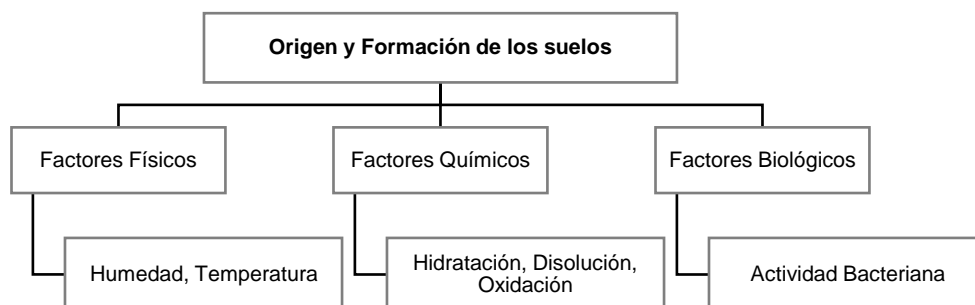 Origen y Formación de los suelos
Factores Físicos
Factores Químicos
Factores Biológicos
Humedad, Temperatura
Hidratación, Disolución,
Oxidación
Actividad Bacteriana